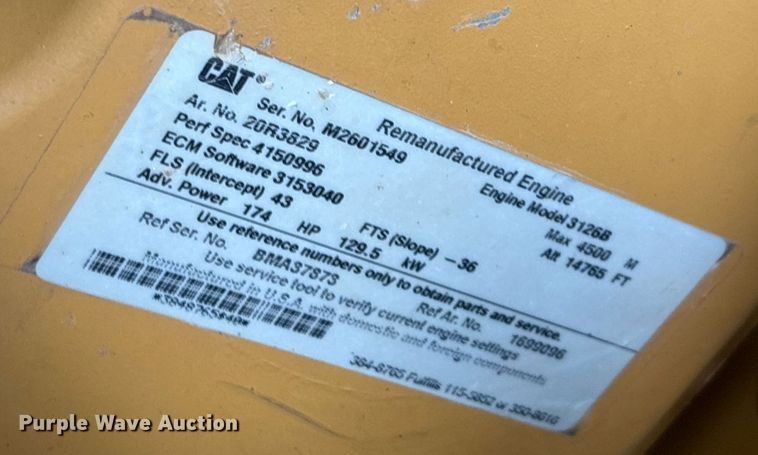 CAT®
Remanufactured Engine
Ser. No. M2601549
Engine Model 3126B
Ar. No. 20R3829
Max 4500 M
Perf Spec 4150996
Alt 14765 FT
ECM Software 3153040
FLS (Intercept) 43 FTS (Slope) -36
Adv. Power 174 HP 129.5 kW
Use reference numbers only to obtain parts and service.
Ref Ser. No. BMA37873 Ref Ar. No. 1699096
Use service tool to verify current engine settings
Manufactured in U.S.A. with domestic and foreign components
384-8765 Fulfills 115-5852 or
Purple Wave Auction